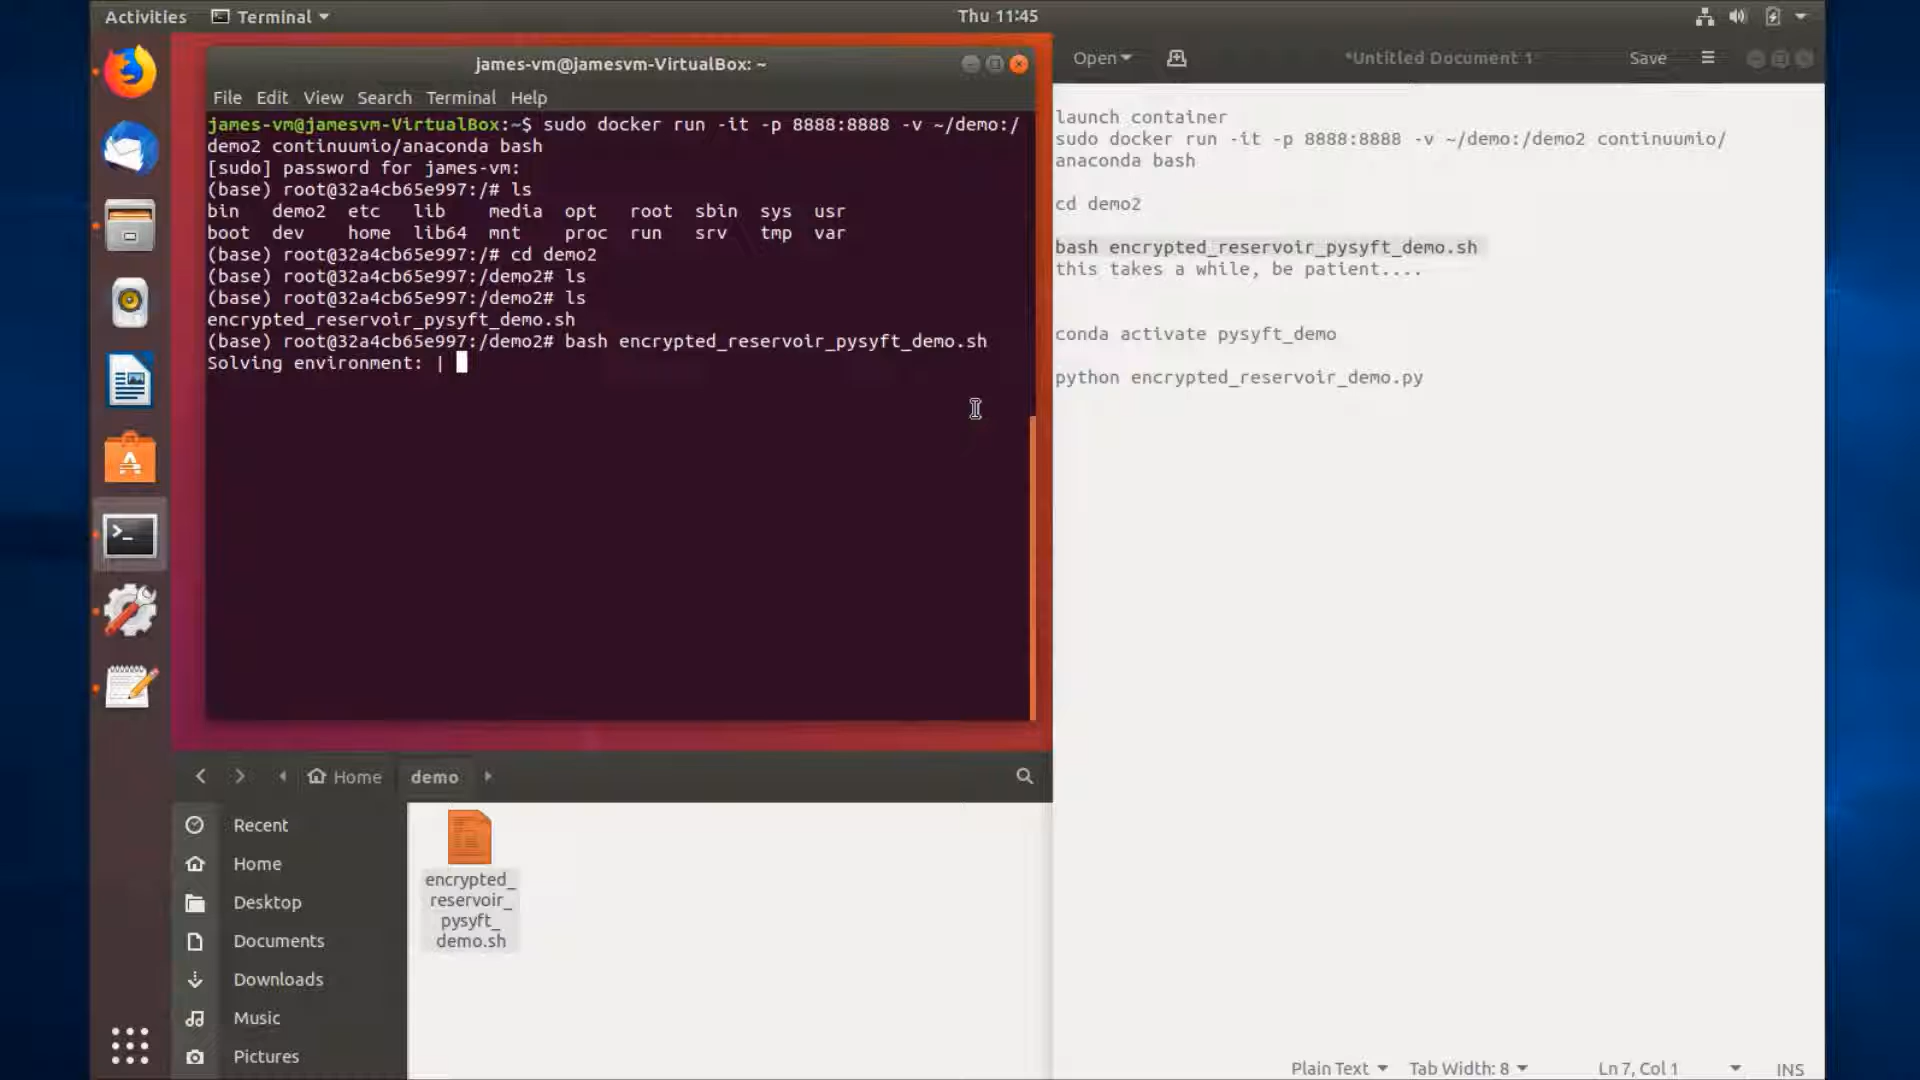 Activities
Terminal
Thu 11:45
james-vm@jamesvm-VirtualBox: ~
File Edit View Search Terminal Help
james-vm@jamesvm-VirtualBox:~$ sudo docker run -it -p 8888:8888 -v ~/demo:/
demo2 continuumio/anaconda bash
[sudo] password for james-vm:
(base) root@32a4cb65e997:/# ls
bin demo2 etc lib media opt root sbin sys usr
boot dev home lib64 mnt proc run srv tmp var
(base) root@32a4cb65e997:/# cd demo2
(base) root@32a4cb65e997:/demo2# ls
(base) root@32a4cb65e997:/demo2# ls
encrypted_reservoir_pysyft_demo.sh
(base) root@32a4cb65e997:/demo2# bash encrypted_reservoir_pysyft_demo.sh
Solving environment: |
Open
*Untitled Document 1
Save
launch container
sudo docker run -it -p 8888:8888 -v ~/demo:/demo2 continuumio/
anaconda bash
cd demo2
bash encrypted_reservoir_pysyft_demo.sh
this takes a while, be patient....
conda activate pysyft_demo
python encrypted_reservoir_demo.py
Home
demo
Recent
Home
Desktop
Documents
Downloads
Music
Pictures
encrypted_
reservoir_
pysyft_
demo.sh
Plain Text
Tab Width: 8
Ln 7, Col 1
INS